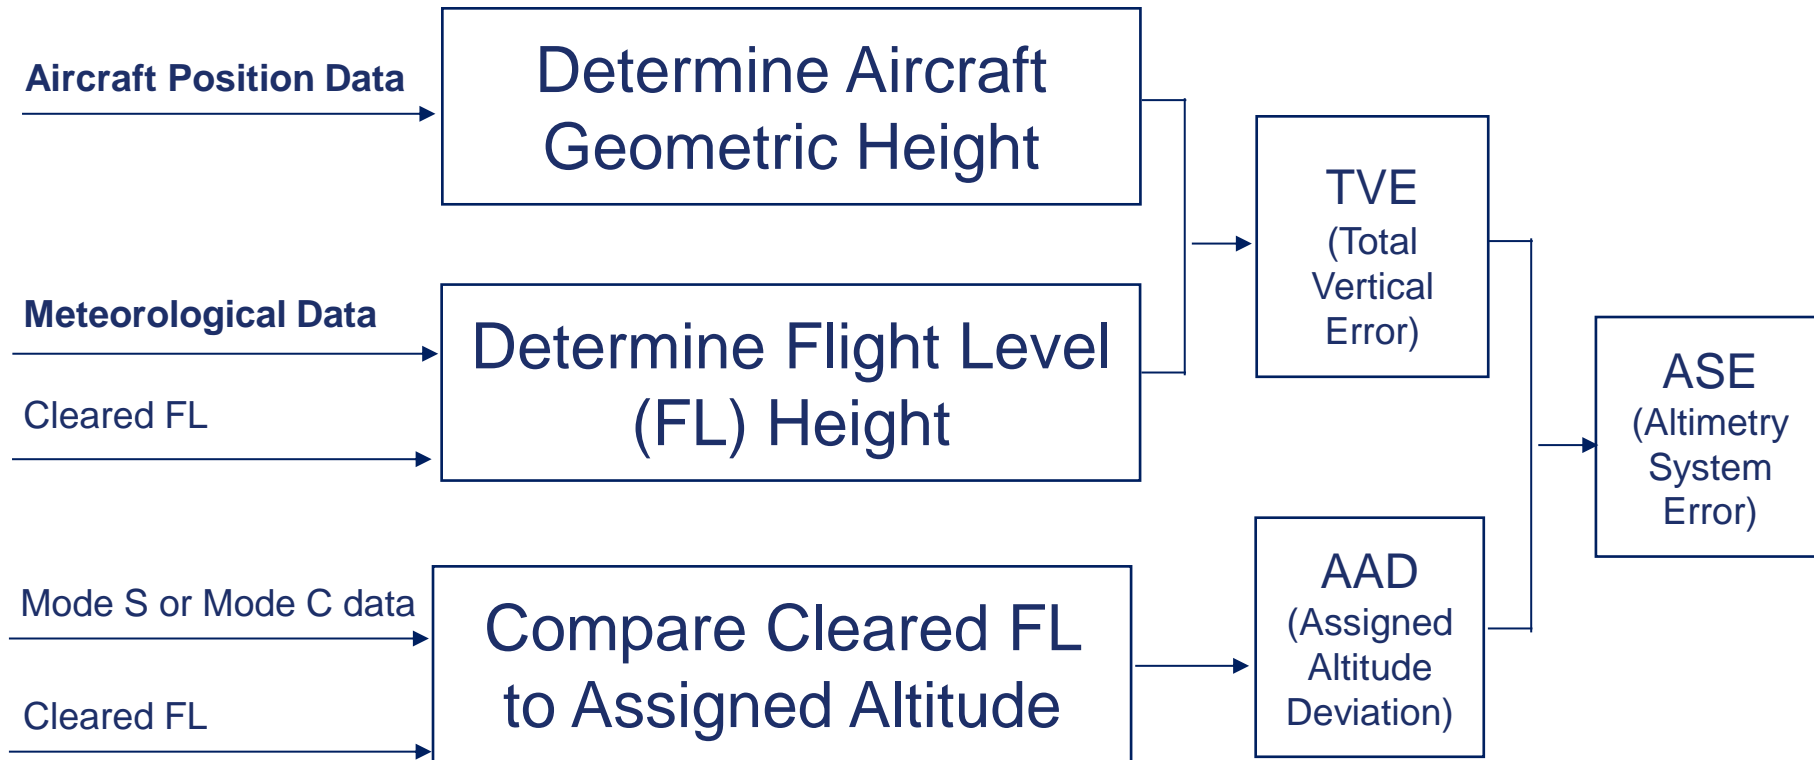 Aircraft Position Data
Determine Aircraft
Geometric Height
Meteorological Data
Cleared FL
Determine Flight Level
(FL) Height
Mode S or Mode C data
Cleared FL
Compare Cleared FL
to Assigned Altitude
TVE
(Total
Vertical
Error)
AAD
(Assigned
Altitude
Deviation)
ASE
(Altimetry
System
Error)